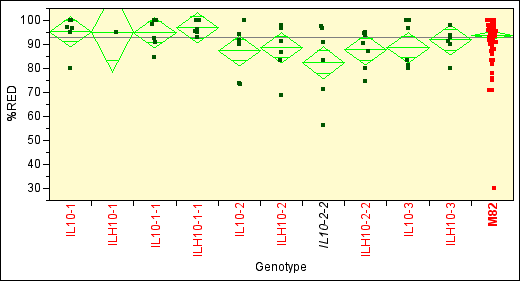 100
90
80
70
60
50
40
30
%RED
IL10-1
ILH10-1
IL10-1-1
ILH10-1-1
IL10-2
ILH10-2
IL10-2-2
ILH10-2-2
IL10-3
ILH10-3
M82
Genotype